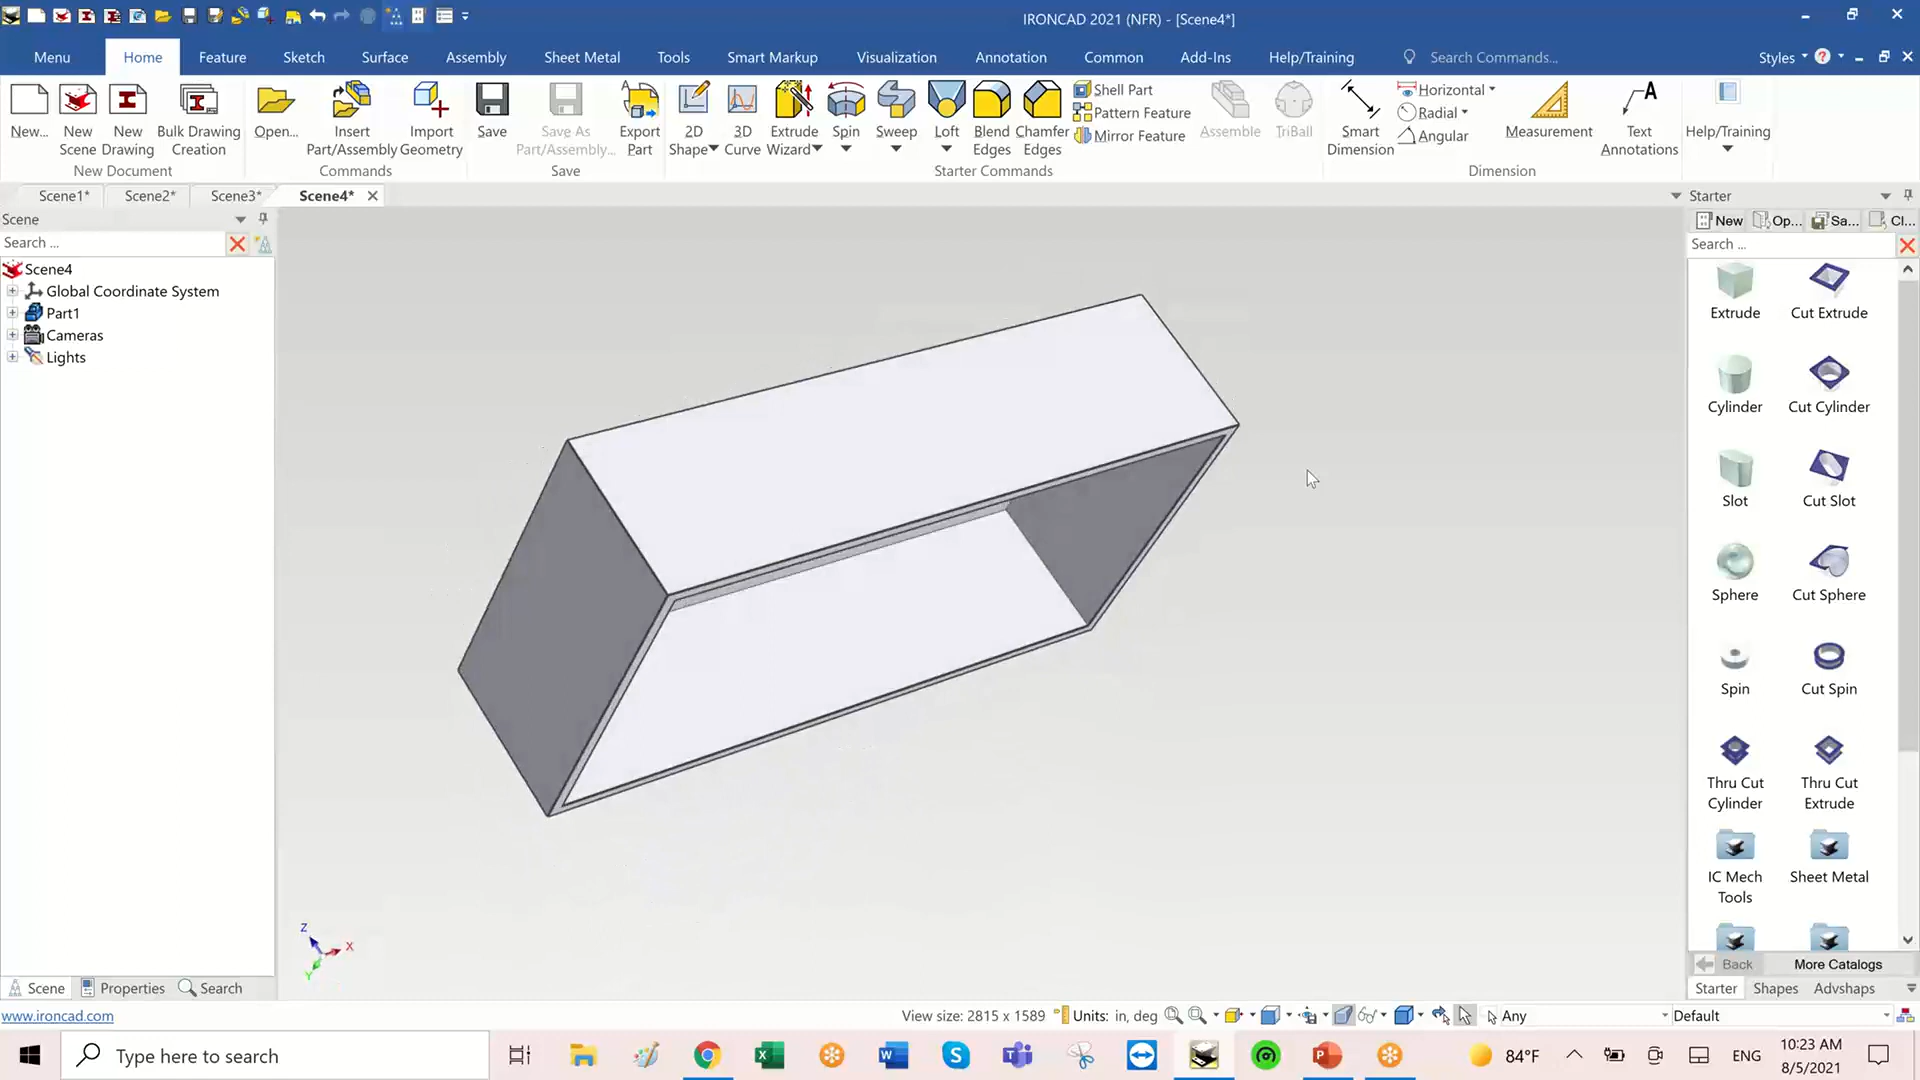 IRONCAD 2021 (NFR) - [Scene4*]
Menu
Home
Feature
Sketch
Surface
Assembly
Sheet Metal
Tools
Smart Markup
Visualization
Annotation
Common
Add-Ins
Help/Training
Search Commands...
Styles
New...
New Scene
New Drawing
Bulk Drawing Creation
New Document
Open...
Insert Part/Assembly
Import Geometry
Commands
Save
Save As Part/Assembly...
Export Part
Save
2D Shape
3D Curve
Extrude Wizard
Spin
Sweep
Loft
Blend Edges
Chamfer Edges
Shell Part
Pattern Feature
Mirror Feature
Assemble
TriBall
Starter Commands
Smart Dimension
Horizontal
Radial
Angular
Measurement
Text Annotations
Dimension
Help/Training
Scene1*
Scene2*
Scene3*
Scene4*
Scene
Search ...
Scene4
Global Coordinate System
Part1
Cameras
Lights
Z
X
Y
Starter
New
Op...
Sa...
Cl...
Search ...
Extrude
Cut Extrude
Cylinder
Cut Cylinder
Slot
Cut Slot
Sphere
Cut Sphere
Spin
Cut Spin
Thru Cut Cylinder
Thru Cut Extrude
IC Mech Tools
Sheet Metal
Back
More Catalogs
Starter
Shapes
Advshaps
Scene
Properties
Search
www.ironcad.com
View size: 2815 x 1589
Units: in, deg
Any
Default
Type here to search
84°F
ENG
10:23 AM
8/5/2021